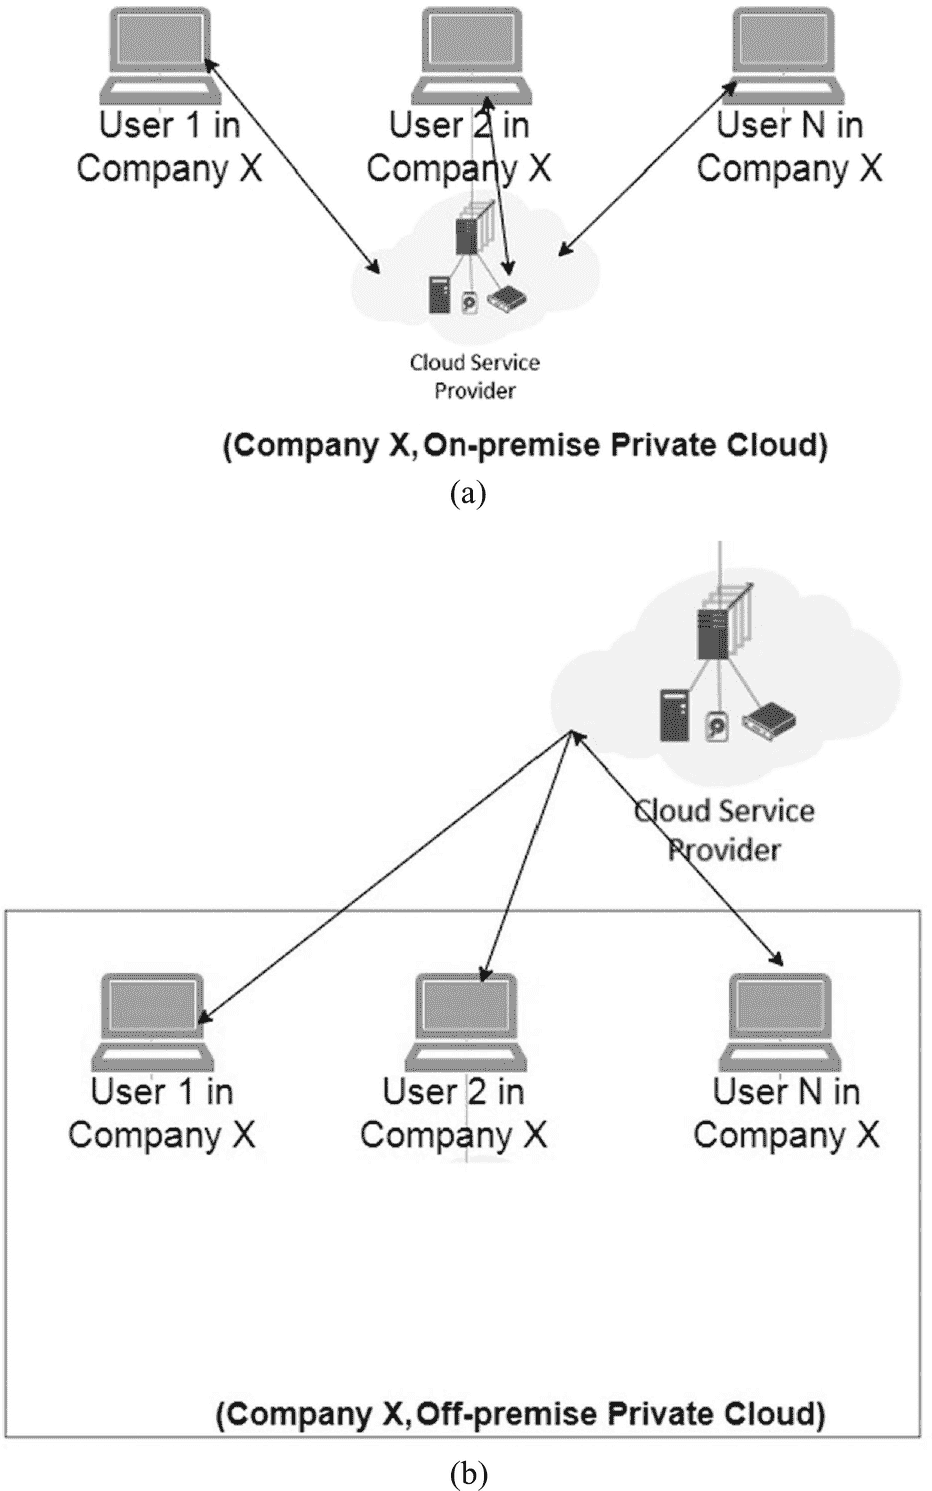 User 1 in
Company X
User 2 in
Company X
User N in
Company X
Cloud Service
Provider
(Company X, On-premise Private Cloud)
(a)
Cloud Service
Provider
User 1 in
Company X
User 2 in
Company X
User N in
Company X
(Company X, Off-premise Private Cloud)
(b)